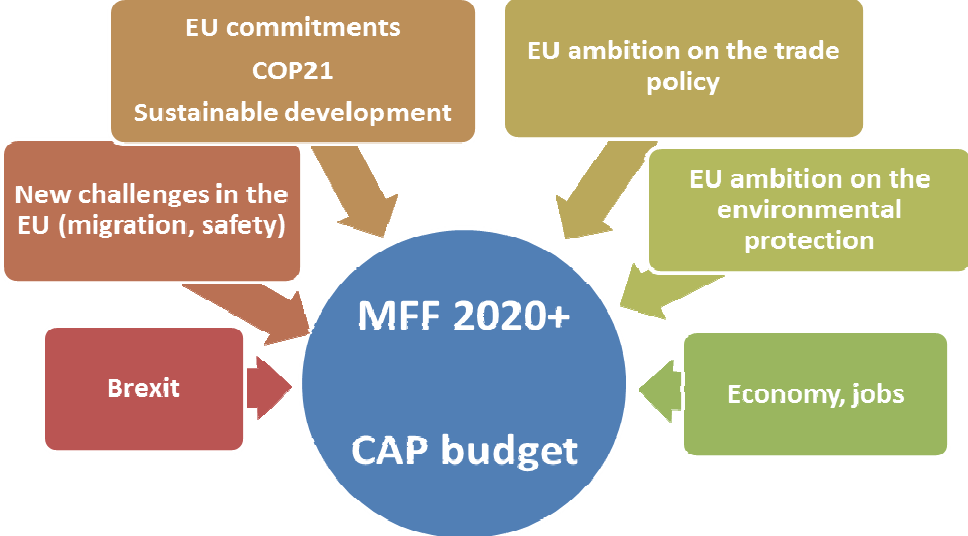 EU commitments
COP21
Sustainable development
EU ambition on the trade
policy
New challenges in the
EU (migration, safety)
EU ambition on the
environmental
protection
MFF 2020+
Brexit
Economy, jobs
CAP budget